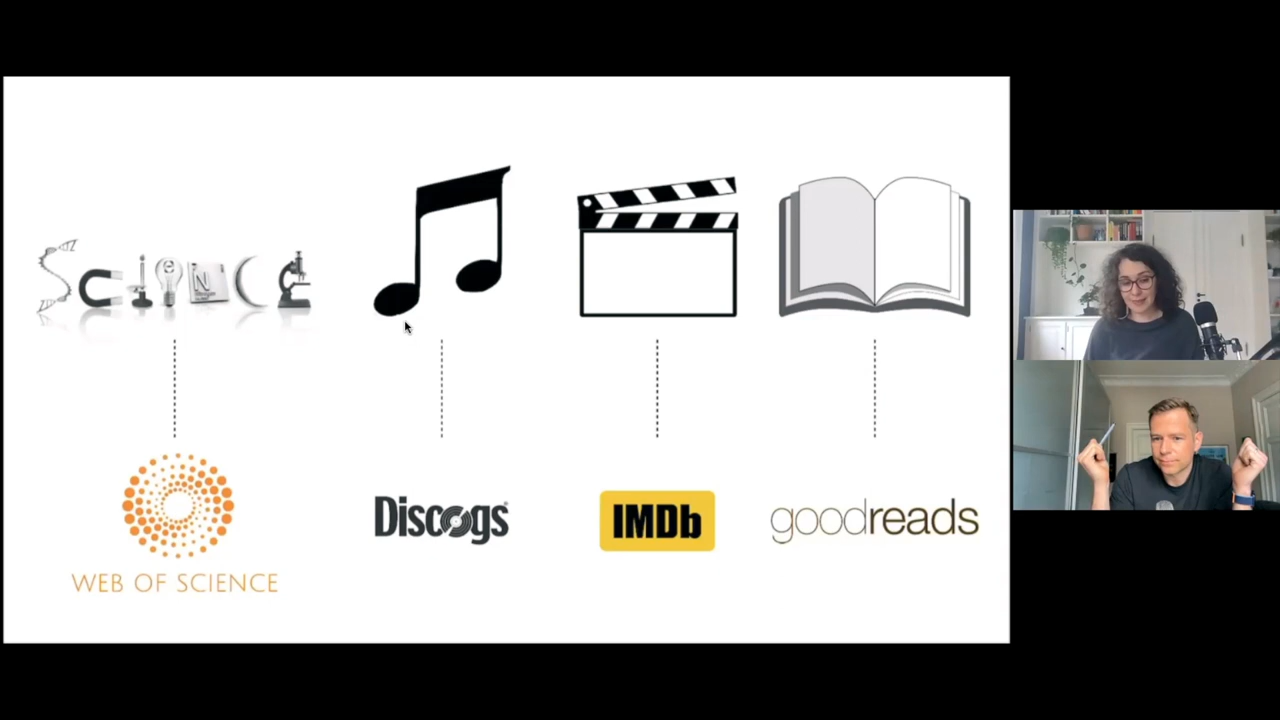 SCIENCE
N
WEB OF SCIENCE
Discogs®
IMDb
goodreads